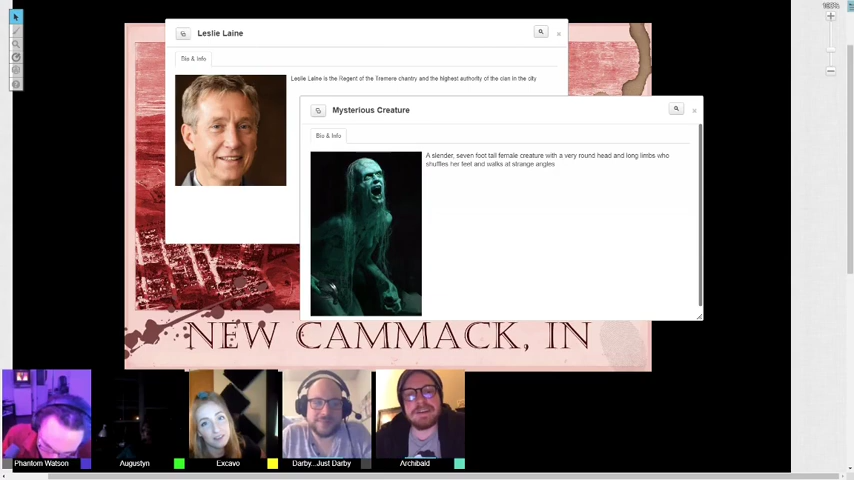 Leslie Laine
Bio & Info
Leslie Laine is the Regent of the Tremere chantry and the highest authority of the clan in the city
Mysterious Creature
Bio & Info
A slender, seven foot tall female creature with a very round head and long limbs who
shuffles her feet and walks at strange angles
NEW CAMMACK, IN
Phantom Watson
Augustyn
Excavo
Darby...Just Darby
Archibald